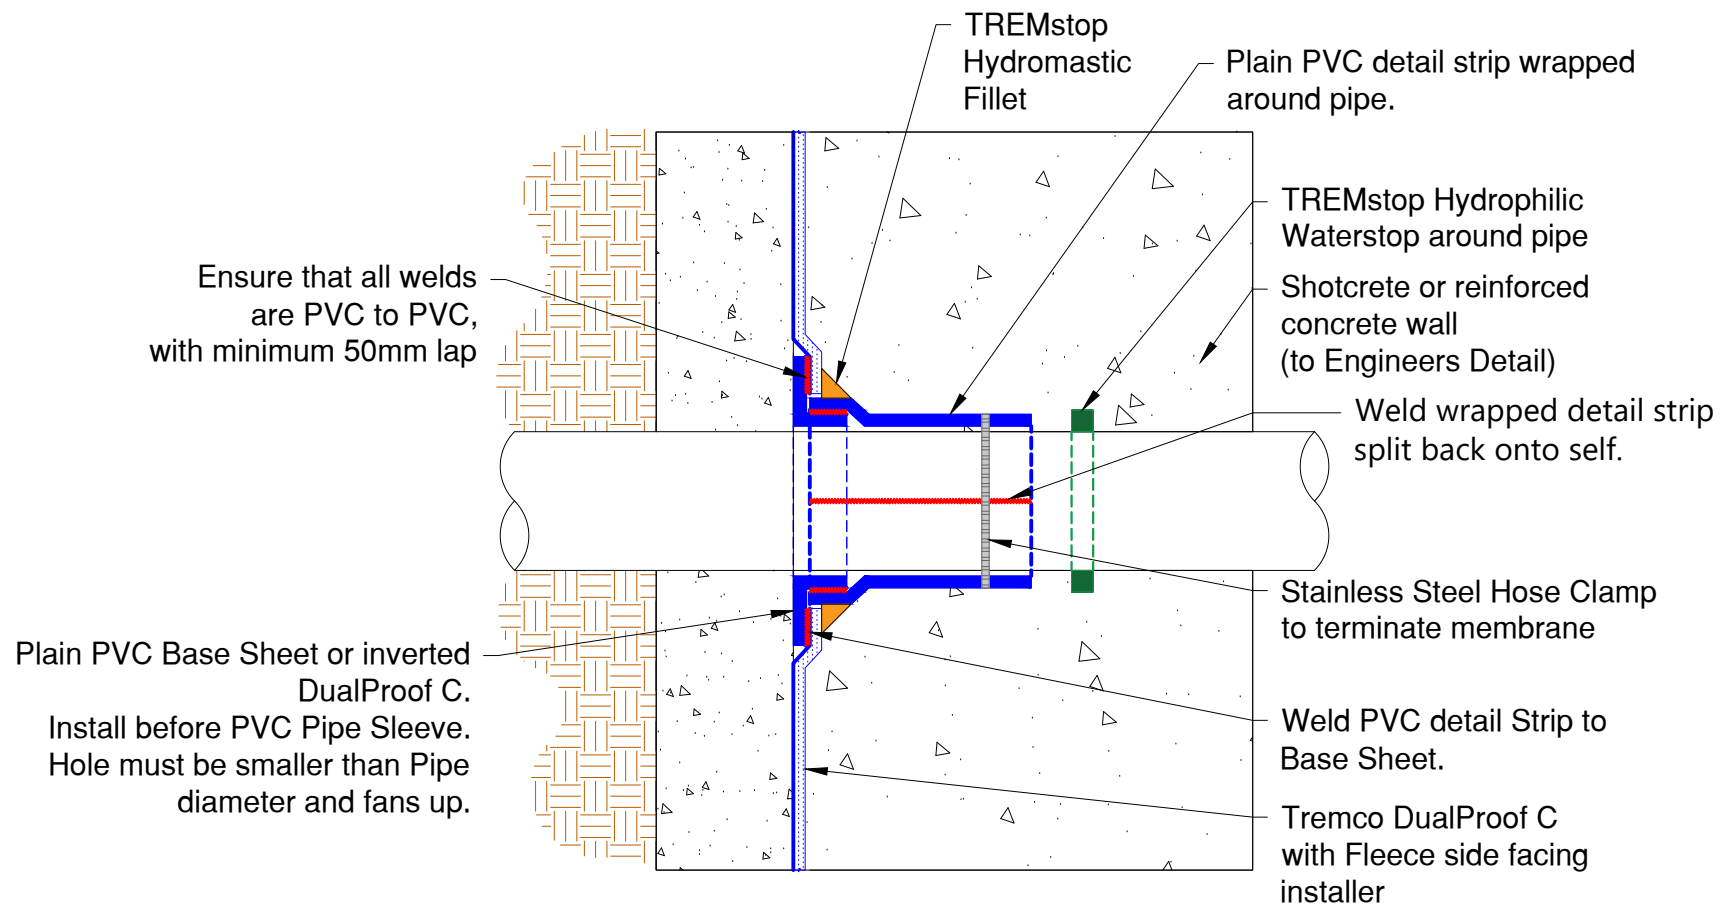 TREMstop
Hydromastic
Fillet
Plain PVC detail strip wrapped
around pipe.
TREMstop Hydrophilic
Waterstop around pipe
Ensure that all welds
are PVC to PVC,
with minimum 50mm lap
Shotcrete or reinforced
concrete wall
(to Engineers Detail)
Weld wrapped detail strip
split back onto self.
Stainless Steel Hose Clamp
to terminate membrane
Plain PVC Base Sheet or inverted
DualProof C.
Install before PVC Pipe Sleeve.
Hole must be smaller than Pipe
diameter and fans up.
Weld PVC detail Strip to
Base Sheet.
Tremco DualProof C
with Fleece side facing
installer